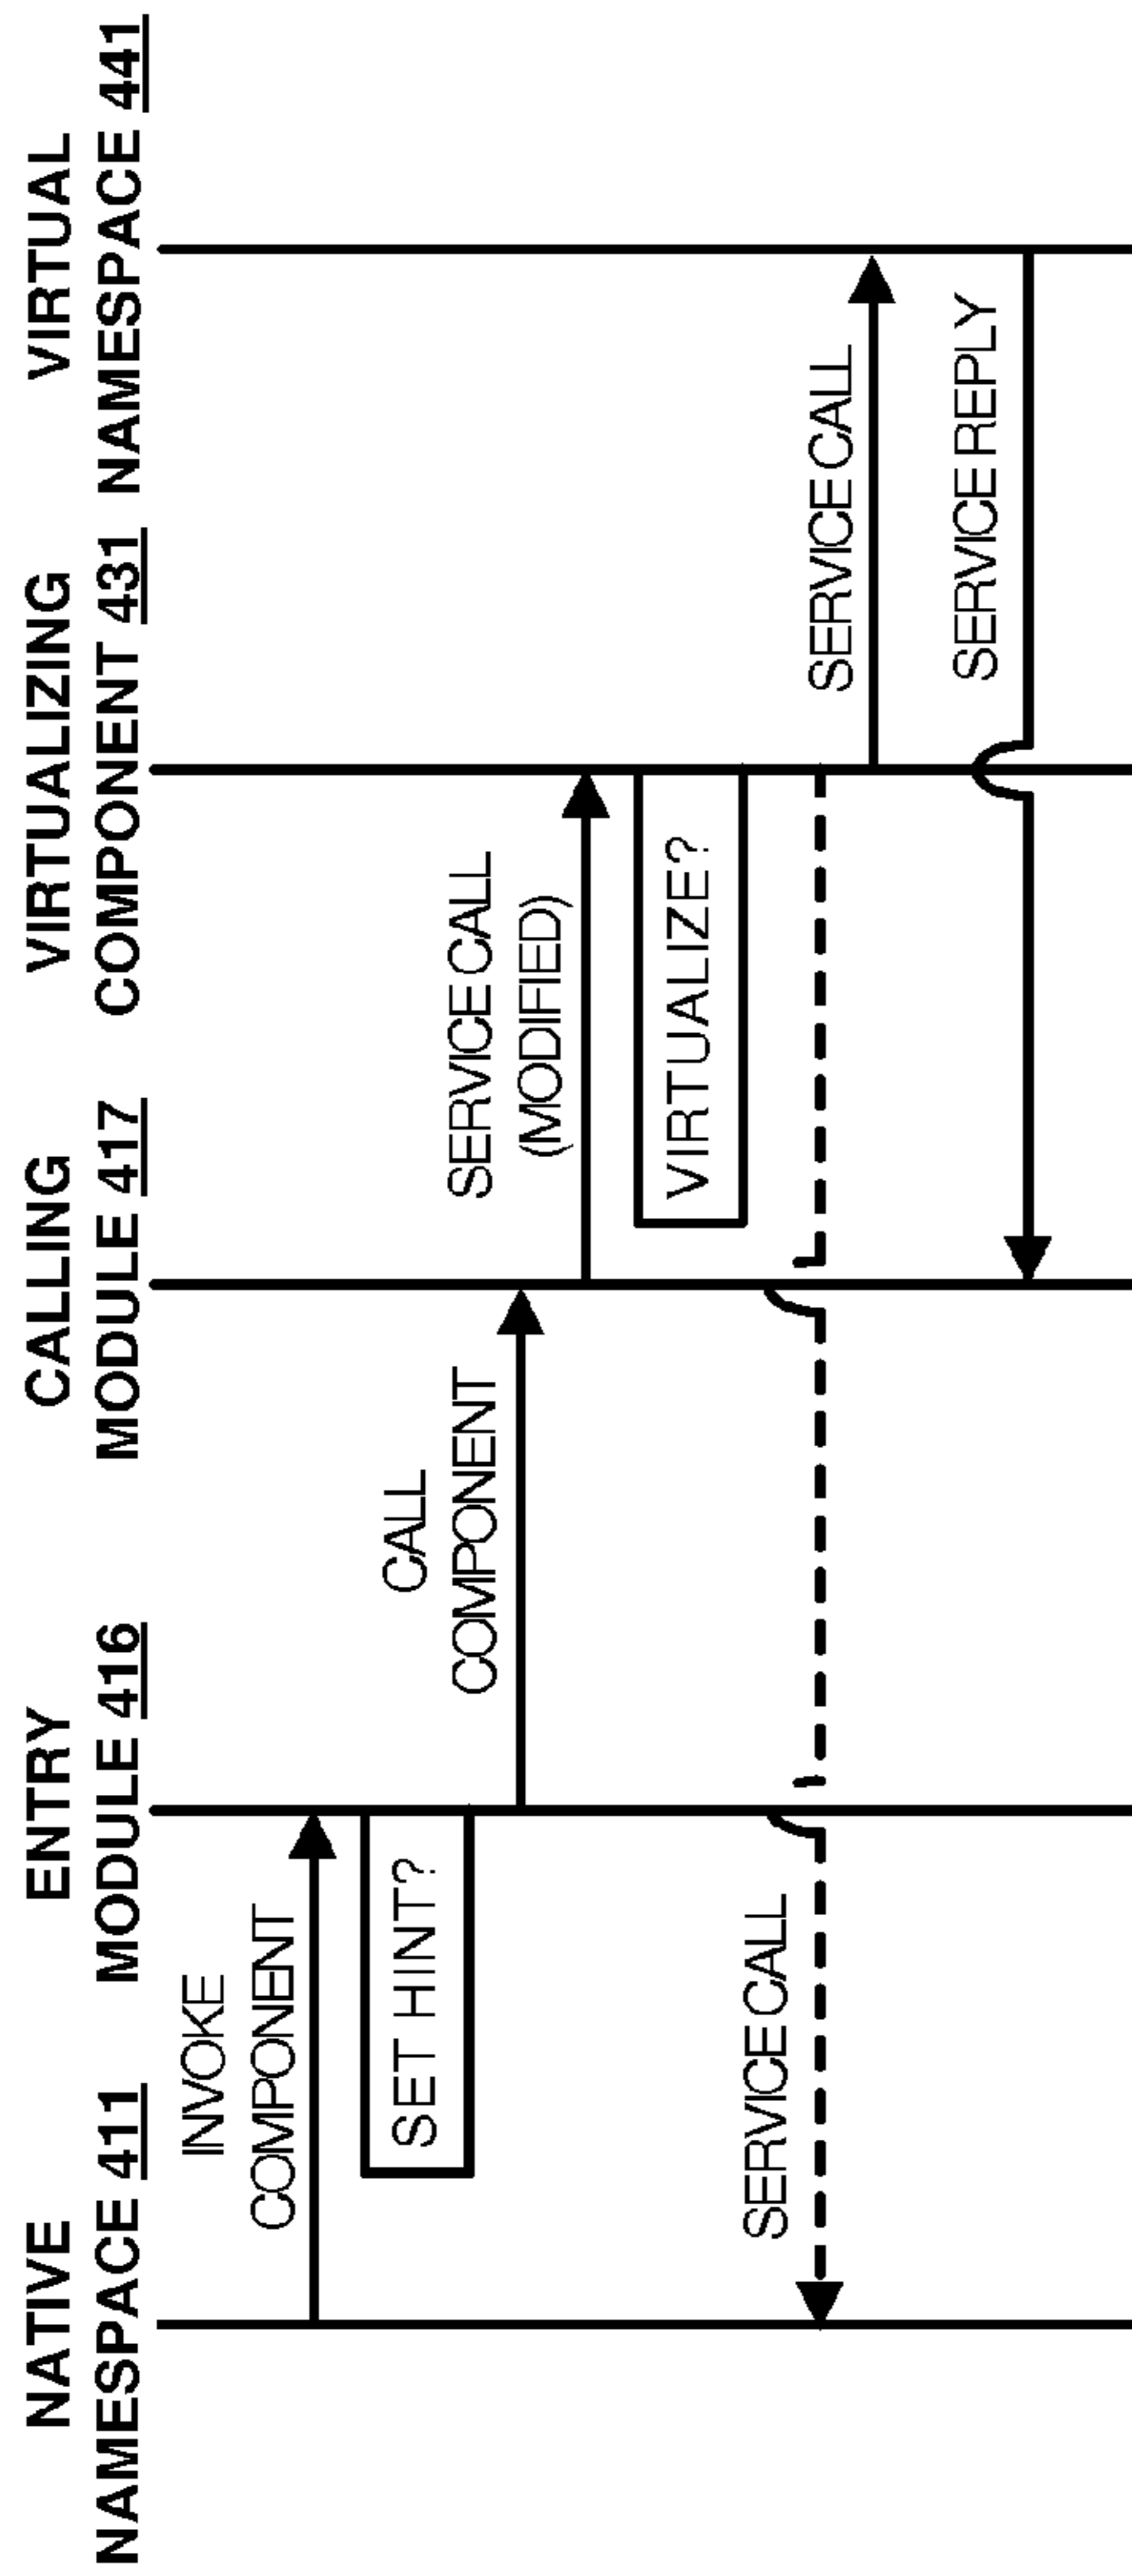 NATIVE
NAMESPACE 411
ENTRY
MODULE 416
CALLING
MODULE 417
VIRTUALIZING
COMPONENT 431
VIRTUAL
NAMESPACE 441
INVOKE
COMPONENT
SET HINT?
CALL
COMPONENT
SERVICE CALL
(MODIFIED)
VIRTUALIZE?
SERVICE CALL
SERVICE CALL
SERVICE REPLY